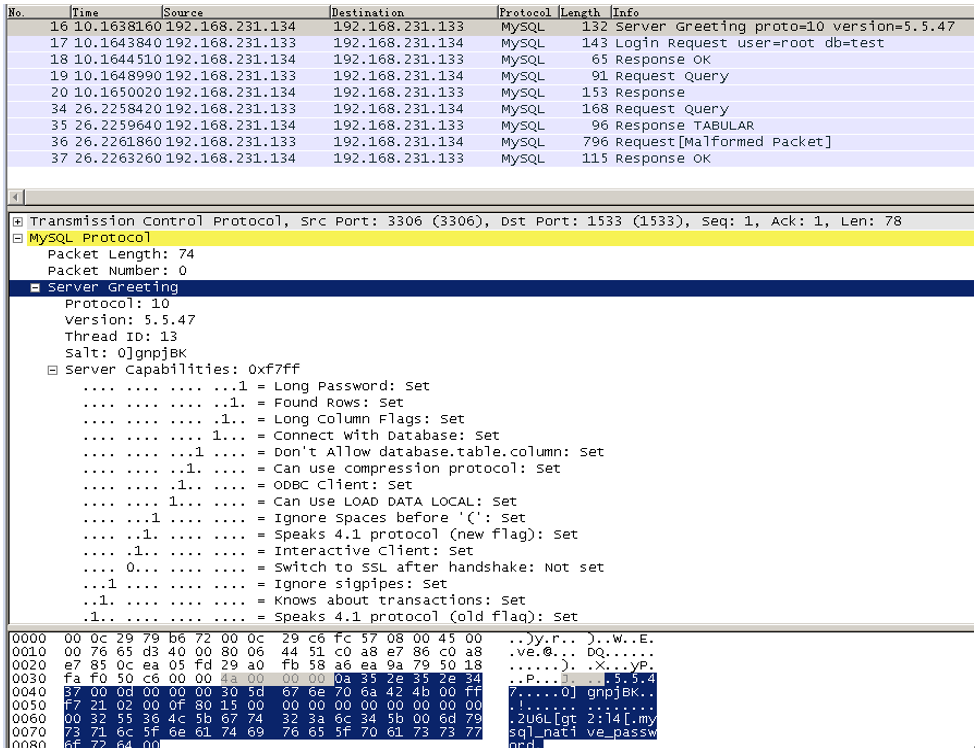 No. Time Source Destination Protocol Length Info
16 10.1638160 192.168.231.134 192.168.231.133 MySQL 132 Server Greeting proto=10 version=5.5.47
17 10.1643840 192.168.231.133 192.168.231.134 MySQL 143 Login Request user=root db=test
18 10.1644510 192.168.231.134 192.168.231.133 MySQL 65 Response OK
19 10.1648990 192.168.231.133 192.168.231.134 MySQL 91 Request Query
20 10.1650020 192.168.231.134 192.168.231.133 MySQL 153 Response
34 26.2258420 192.168.231.133 192.168.231.134 MySQL 168 Request Query
35 26.2259640 192.168.231.134 192.168.231.133 MySQL 96 Response TABULAR
36 26.2261860 192.168.231.133 192.168.231.134 MySQL 796 Request[Malformed Packet]
37 26.2263260 192.168.231.134 192.168.231.133 MySQL 115 Response OK
Transmission Control Protocol, Src Port: 3306 (3306), Dst Port: 1533 (1533), Seq: 1, Ack: 1, Len: 78
MySQL Protocol
Packet Length: 74
Packet Number: 0
Server Greeting
Protocol: 10
Version: 5.5.47
Thread ID: 13
Salt: 0]gnpjBK
Server Capabilities: 0xf7ff
.... .... .... ...1 = Long Password: Set
.... .... .... ..1. = Found Rows: Set
.... .... .... .1.. = Long Column Flags: Set
.... .... .... 1... = Connect With Database: Set
.... .... ...1 .... = Don't Allow database.table.column: Set
.... .... ..1. .... = Can use compression protocol: Set
.... .... .1.. .... = ODBC Client: Set
.... .... 1... .... = Can Use LOAD DATA LOCAL: Set
.... ...1 .... .... = Ignore Spaces before '(': Set
.... ..1. .... .... = Speaks 4.1 protocol (new flag): Set
.... .1.. .... .... = Interactive Client: Set
.... 0... .... .... = Switch to SSL after handshake: Not set
...1 .... .... .... = Ignore sigpipes: Set
..1. .... .... .... = Knows about transactions: Set
.1.. .... .... .... = Speaks 4.1 protocol (old flag): Set
0000 00 0c 29 79 b6 72 00 0c 29 c6 fc 57 08 00 45 00 ..)y.r.. )..W..E.
0010 00 76 65 d3 40 00 80 06 44 51 c0 a8 e7 86 c0 a8 .ve.@... DQ......
0020 e7 85 0c ea 05 fd 29 a0 fb 58 a6 ea 9a 79 50 18 ......). .X...yP.
0030 fa f0 50 c6 00 00 4a 00 00 00 0a 35 2e 35 2e 34 ..P...J. ...5.5.4
0040 37 00 0d 00 00 00 30 5d 67 6e 70 6a 42 4b 00 ff 7.....0] gnpjBK..
0050 f7 21 02 00 0f 80 15 00 00 00 00 00 00 00 00 00 .!...... ........
0060 00 32 55 36 4c 5b 67 74 32 3a 6c 34 5b 00 6d 79 .2U6L[gt 2:l4[.my
0070 73 71 6c 5f 6e 61 74 69 76 65 5f 70 61 73 73 77 sql_nati ve_passw
0080 6f 72 64 00 ord.